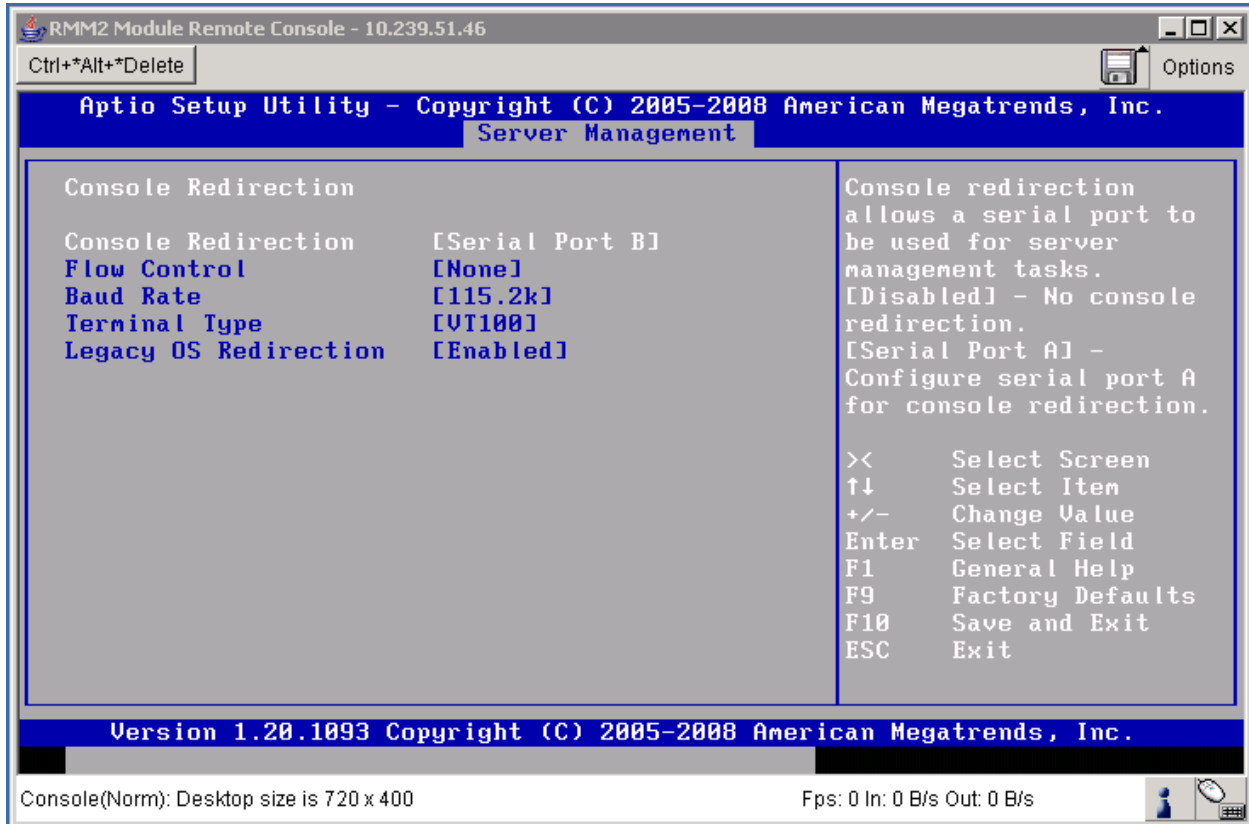 RMM2 Module Remote Console - 10.239.51.46
Ctrl+*Alt+*Delete
Options
Aptio Setup Utility - Copyright (C) 2005-2008 American Megatrends, Inc.
Server Management
Console Redirection
Console Redirection [Serial Port B]
Flow Control [None]
Baud Rate [115.2k]
Terminal Type [VT100]
Legacy OS Redirection [Enabled]
Console redirection
allows a serial port to
be used for server
management tasks.
[Disabled] - No console
redirection.
[Serial Port A] -
Configure serial port A
for console redirection.
>< Select Screen
↑↓ Select Item
+/- Change Value
Enter Select Field
F1 General Help
F9 Factory Defaults
F10 Save and Exit
ESC Exit
Version 1.20.1093 Copyright (C) 2005-2008 American Megatrends, Inc.
Console(Norm): Desktop size is 720 x 400
Fps: 0 In: 0 B/s Out: 0 B/s